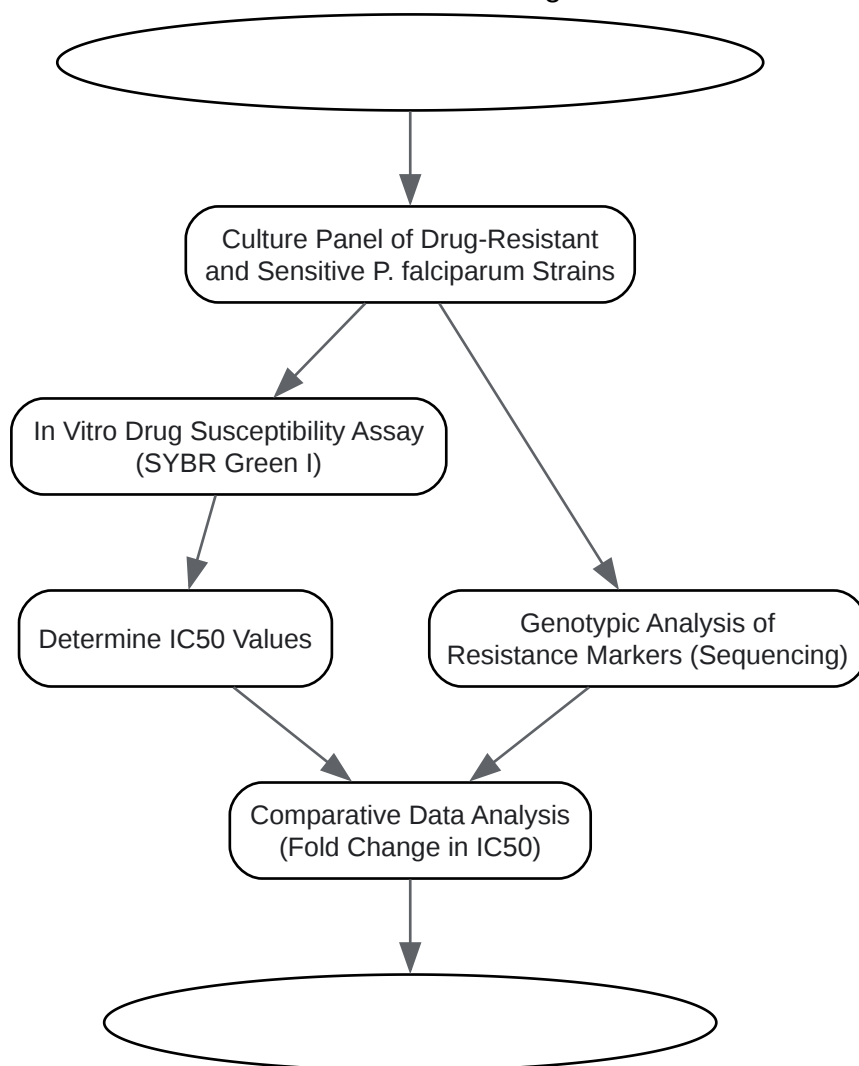 Culture Panel of Drug-Resistant
and Sensitive P. falciparum Strains
In Vitro Drug Susceptibility Assay
(SYBR Green I)
Determine IC50 Values
Genotypic Analysis of
Resistance Markers (Sequencing)
Comparative Data Analysis
(Fold Change in IC50)